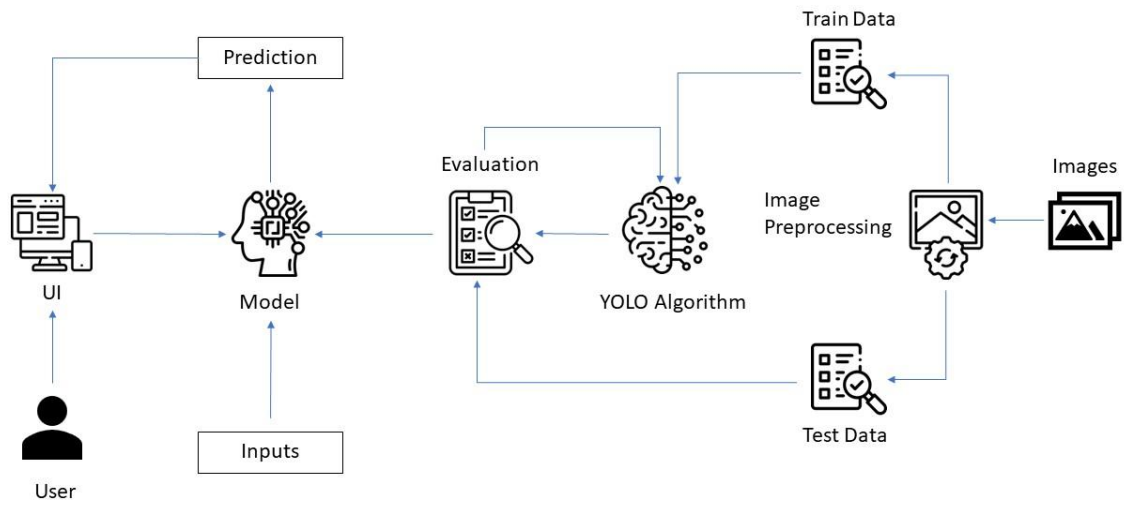 Train Data
Prediction
Evaluation
Images
Image
Preprocessing
UI
Model
YOLO Algorithm
Test Data
Inputs
User